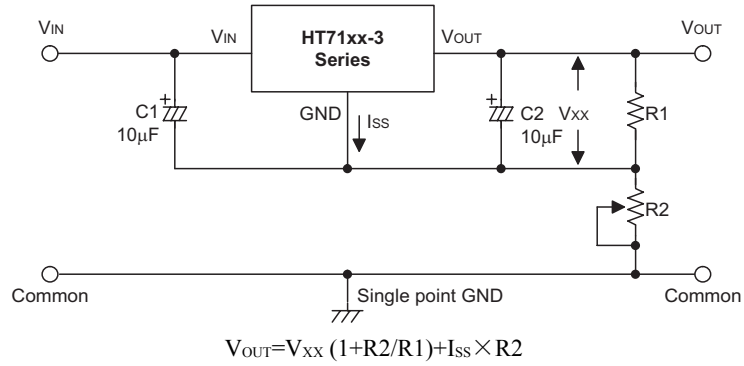 VIN VIN HT71xx-3 VOUT VOUT
Series
C1 10μF
GND ISS
C2 10μF
VXX
R1
R2
Common Single point GND Common
VOUT=VXX (1+R2/R1)+ISS×R2